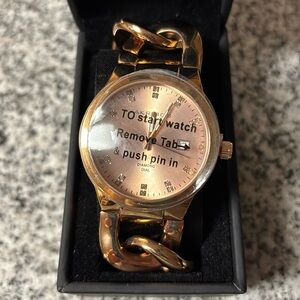 TO start watch
Remove Tab
& push pin in
DIAMOND
DIAL